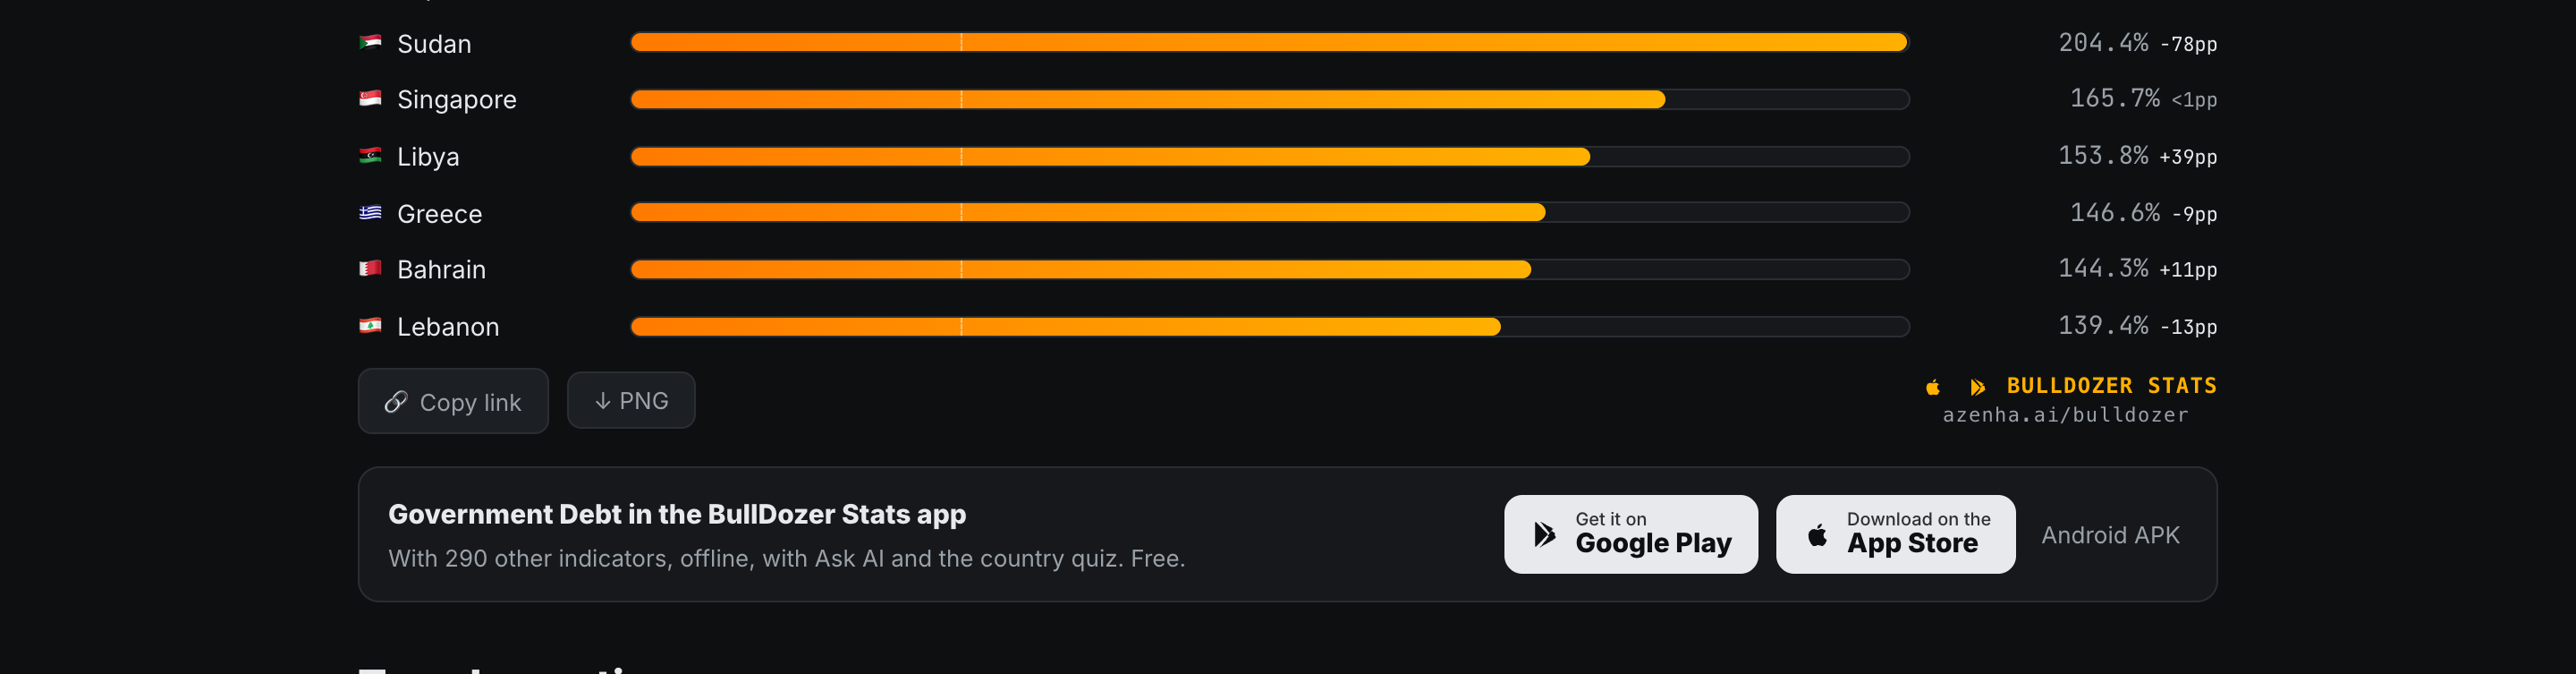 Sudan 204.4% -78pp
Singapore 165.7% <1pp
Libya 153.8% +39pp
Greece 146.6% -9pp
Bahrain 144.3% +11pp
Lebanon 139.4% -13pp
Copy link
↓ PNG
BULLDOZER STATS
azenha.ai/bulldozer
Government Debt in the BullDozer Stats app
With 290 other indicators, offline, with Ask AI and the country quiz. Free.
Get it on
Google Play
Download on the
App Store
Android APK